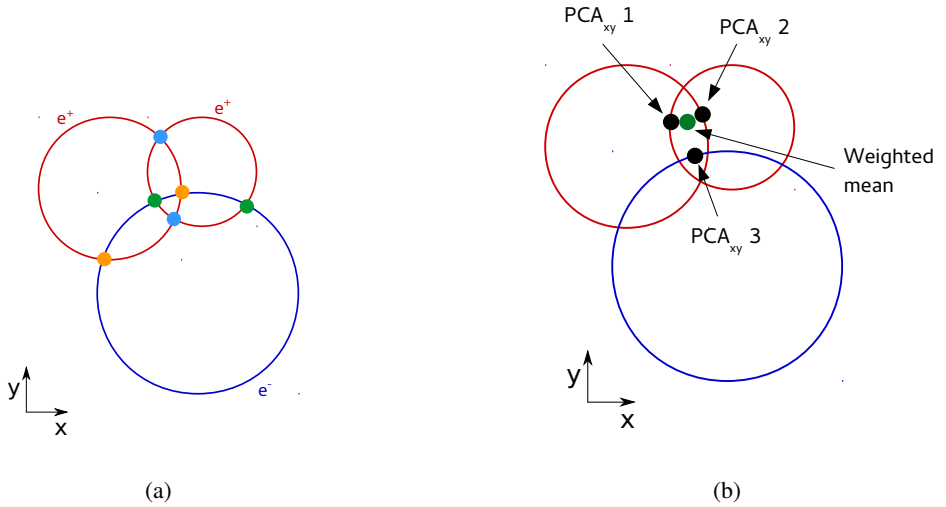 PCAxy 1
PCAxy 2
e+
e+
Weighted
mean
PCAxy 3
y
x
e-
y
x
(a)
(b)